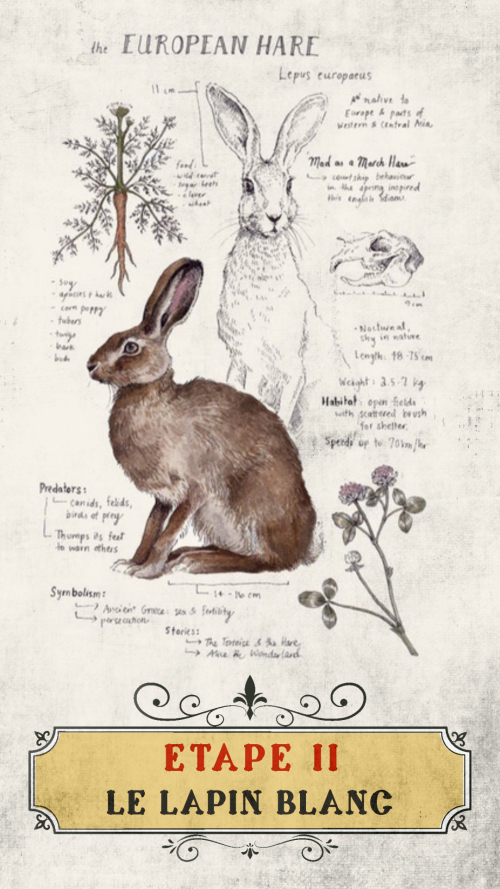 the EUROPEAN HARE
Lepus europaeus
11 cm
native to
Europe & parts of
Western & Central Asia
food:
- wild carrot
- sugar beets
- clover
- wheat
"Mad as a March Hare"
courtship behaviour
in the spring inspired
this english idiom.
9 cm
- soy
- grasses & herbs
- corn poppy
- tubers
- twigs
- bark
- buds
- Nocturnal,
shy in nature
Length: 48-75 cm
Weight: 2.5-7 kg
Habitat: open fields
with scattered brush
for shelter.
Speed: up to 70km/hr
Predators:
canids, felids,
birds of prey
Thumps its feet
to warn others
14 - 16 cm
Symbolism:
Ancient Greece: sex & fertility
persecution
Stories:
The Tortoise & the Hare
Alice in Wonderland
ETAPE II
LE LAPIN BLANC